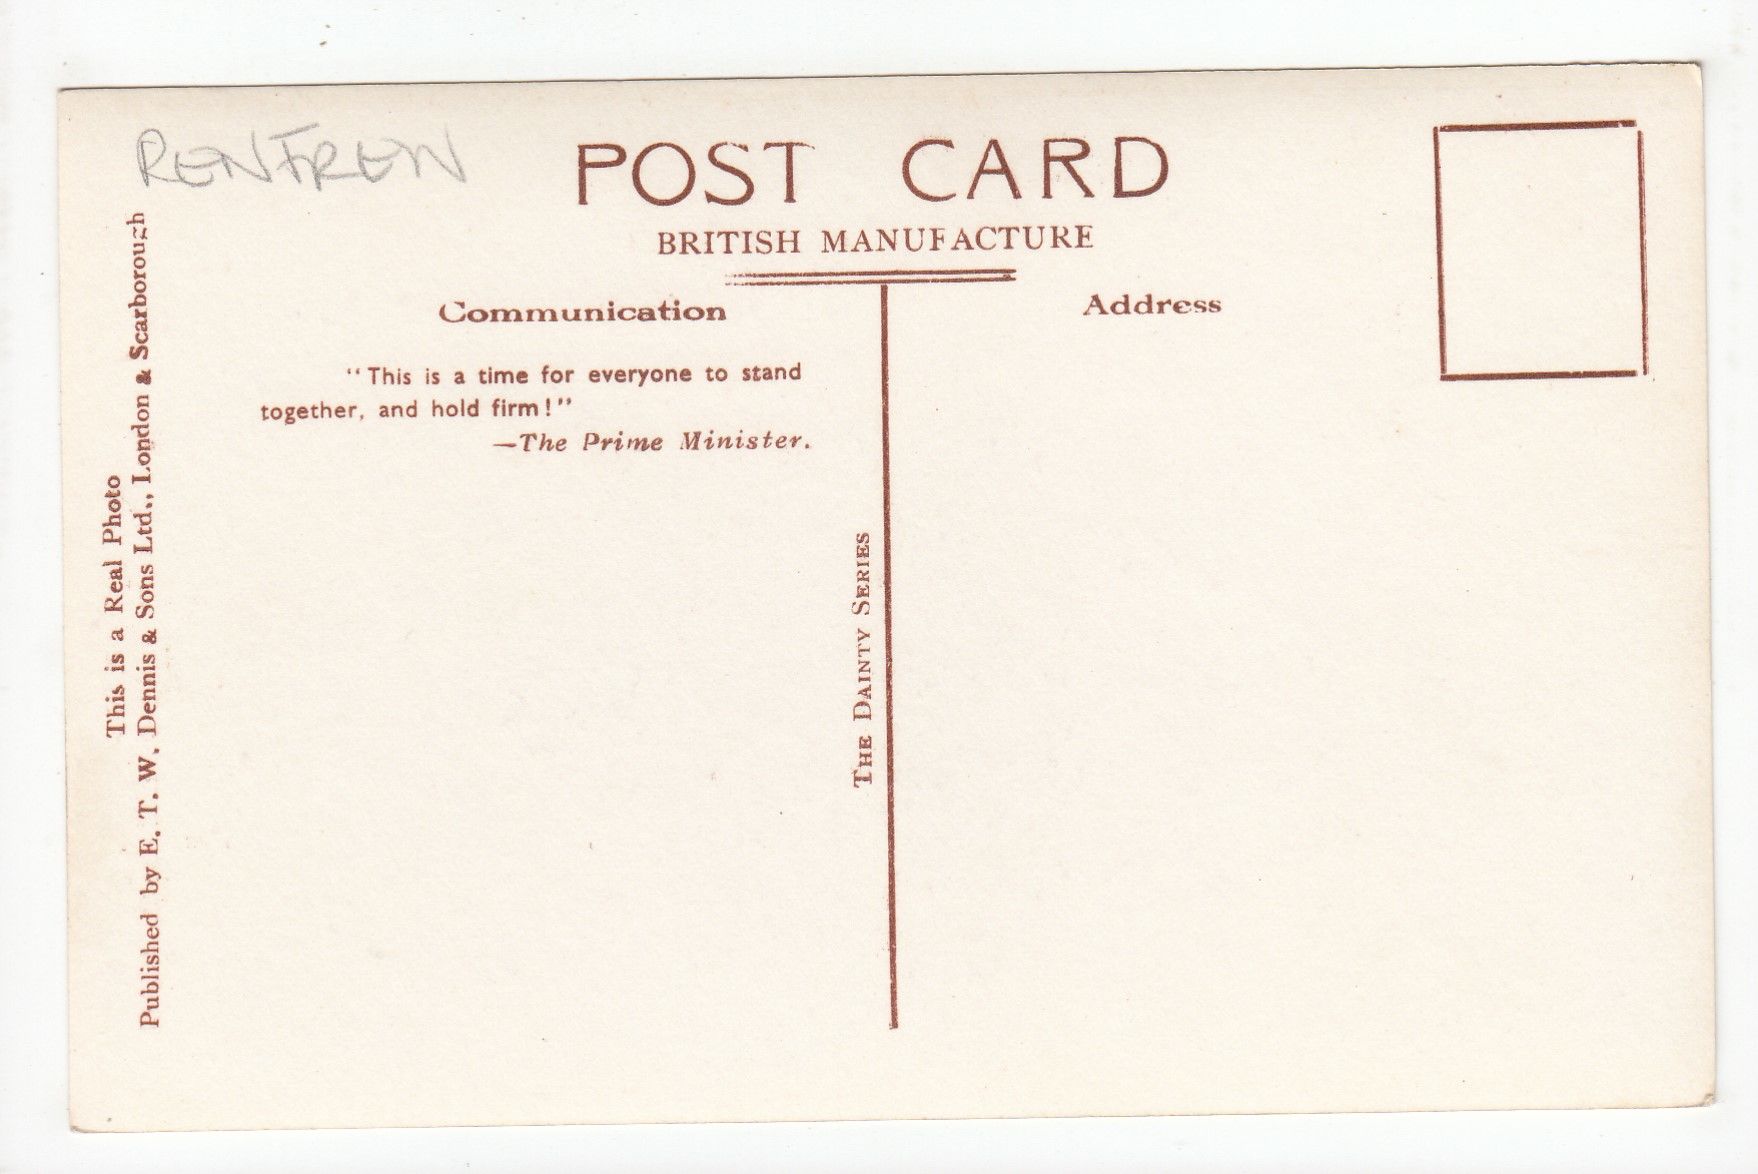 RENFREW
POST CARD
BRITISH MANUFACTURE
Communication
Address
“This is a time for everyone to stand
together, and hold firm!”
—The Prime Minister.
THE DAINTY SERIES
This is a Real Photo
Published by E. T. W. Dennis & Sons Ltd., London & Scarborough